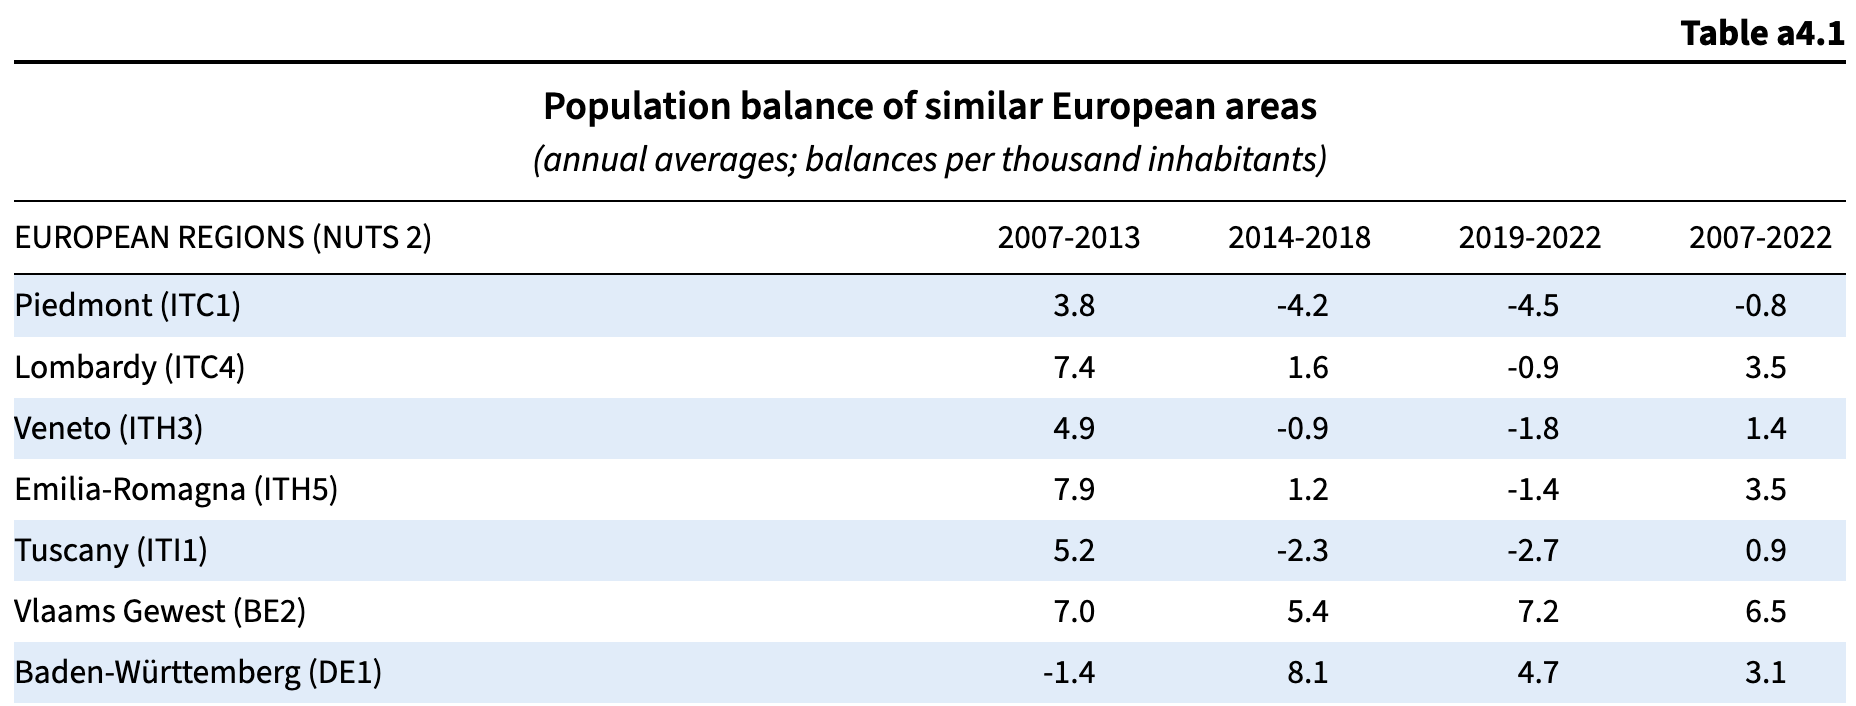 Table a4.1
Population balance of similar European areas
(annual averages; balances per thousand inhabitants)
EUROPEAN REGIONS (NUTS 2) 2007-2013 2014-2018 2019-2022 2007-2022
Piedmont (ITC1) 3.8 -4.2 -4.5 -0.8
Lombardy (ITC4) 7.4 1.6 -0.9 3.5
Veneto (ITH3) 4.9 -0.9 -1.8 1.4
Emilia-Romagna (ITH5) 7.9 1.2 -1.4 3.5
Tuscany (ITI1) 5.2 -2.3 -2.7 0.9
Vlaams Gewest (BE2) 7.0 5.4 7.2 6.5
Baden-Württemberg (DE1) -1.4 8.1 4.7 3.1